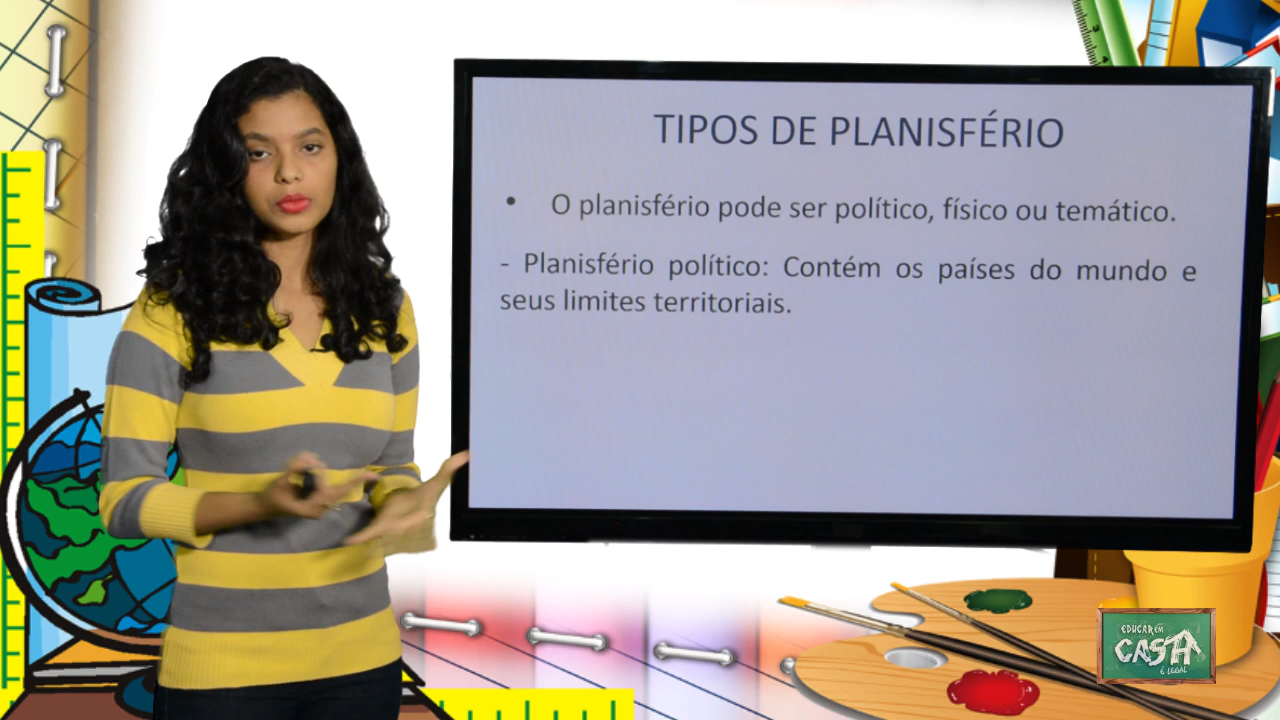 TIPOS DE PLANISFÉRIO
• O planisfério pode ser político, físico ou temático.
- Planisfério político: Contém os países do mundo e
seus limites territoriais.
EDUCAR EM
CASA
É LEGAL